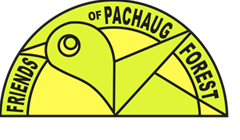 FRIENDS OF PACHAUG FOREST